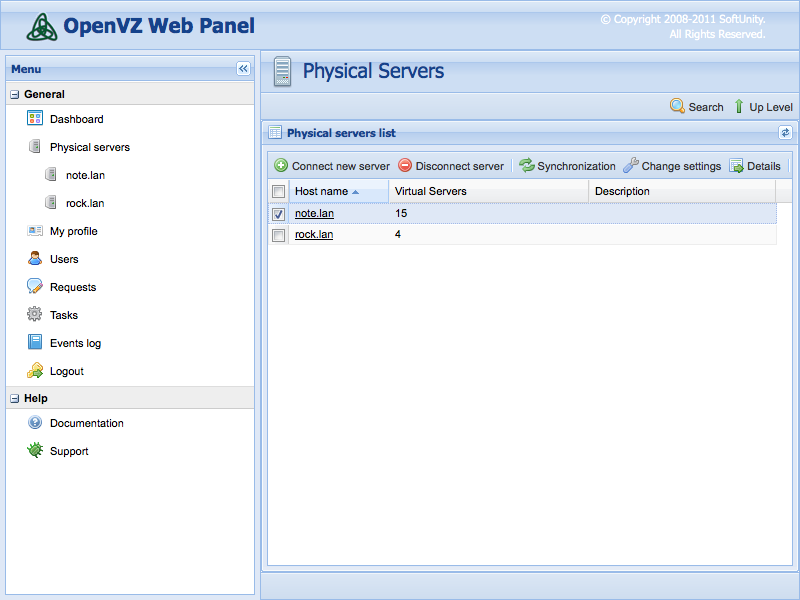 OpenVZ Web Panel
© Copyright 2008-2011 SoftUnity.
All Rights Reserved.
Menu
General
Dashboard
Physical servers
note.lan
rock.lan
My profile
Users
Requests
Tasks
Events log
Logout
Help
Documentation
Support
Physical Servers
Search Up Level
Physical servers list
Connect new server Disconnect server Synchronization Change settings Details
Host name Virtual Servers Description
note.lan 15
rock.lan 4